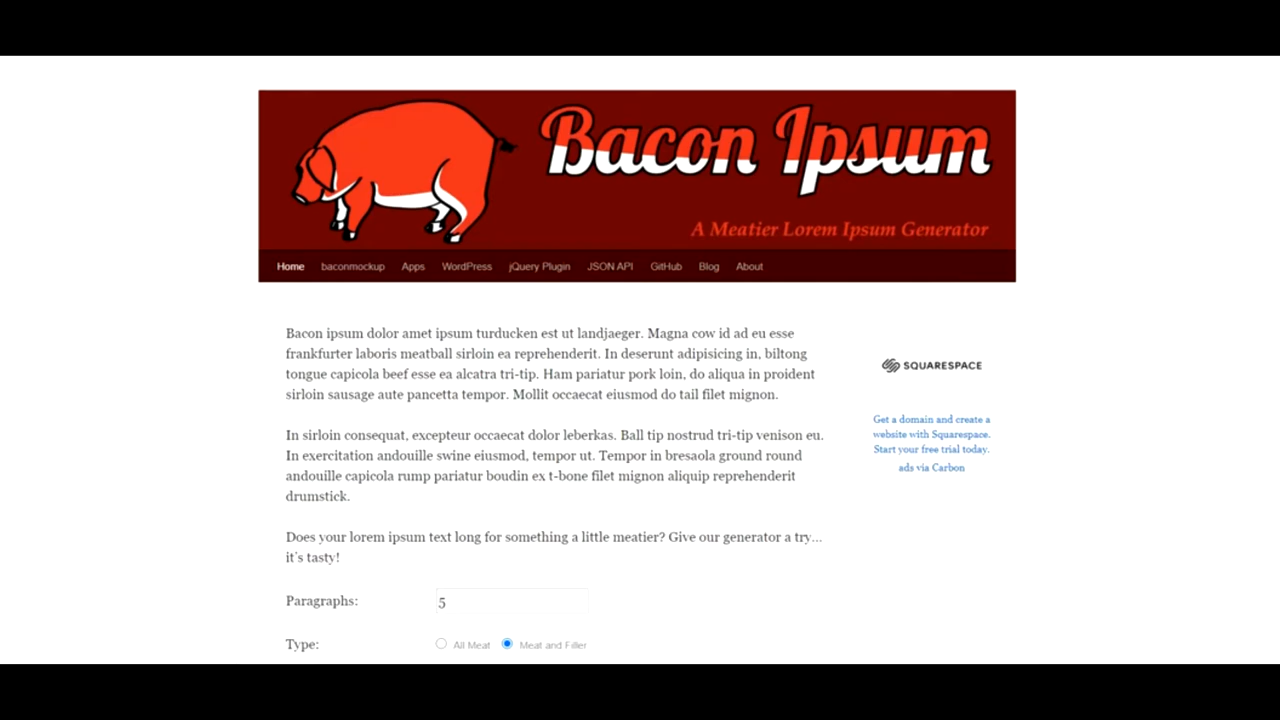 Bacon Ipsum
A Meatier Lorem Ipsum Generator
Home baconmockup Apps WordPress jQuery Plugin JSON API GitHub Blog About
Bacon ipsum dolor amet ipsum turducken est ut landjaeger. Magna cow id ad eu esse
frankfurter laboris meatball sirloin ea reprehenderit. In deserunt adipisicing in, biltong
tongue capicola beef esse ea alcatra tri-tip. Ham pariatur pork loin, do aliqua in proident
sirloin sausage aute pancetta tempor. Mollit occaecat eiusmod do tail filet mignon.
In sirloin consequat, excepteur occaecat dolor leberkas. Ball tip nostrud tri-tip venison eu.
In exercitation andouille swine eiusmod, tempor ut. Tempor in bresaola ground round
andouille capicola rump pariatur boudin ex t-bone filet mignon aliquip reprehenderit
drumstick.
Does your lorem ipsum text long for something a little meatier? Give our generator a try…
it's tasty!
Paragraphs: 5
Type: All Meat Meat and Filler
SQUARESPACE
Get a domain and create a
website with Squarespace.
Start your free trial today.
ads via Carbon